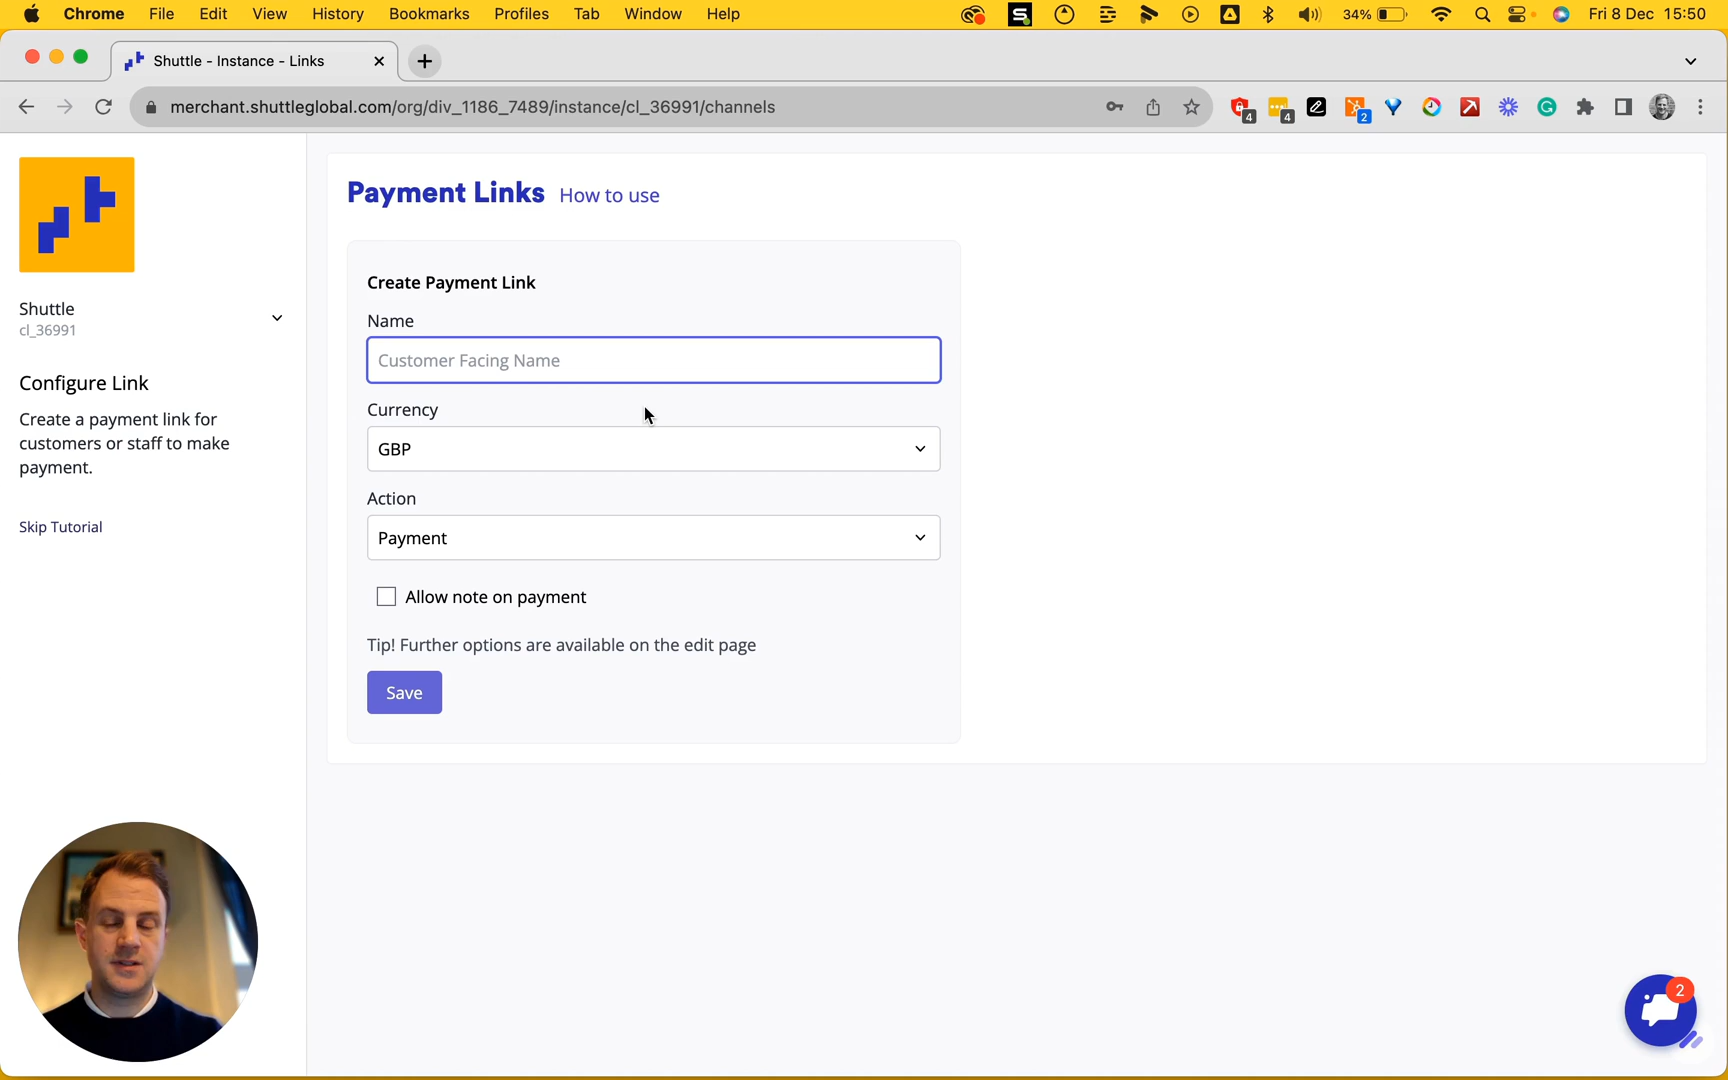 Chrome File Edit View History Bookmarks Profiles Tab Window Help 34% Fri 8 Dec 15:50
Shuttle - Instance - Links
merchant.shuttleglobal.com/org/div_1186_7489/instance/cl_36991/channels
4 4 2
Payment Links How to use
Create Payment Link
Name
Customer Facing Name
Currency
GBP
Action
Payment
Allow note on payment
Tip! Further options are available on the edit page
Save
Shuttle
cl_36991
Configure Link
Create a payment link for
customers or staff to make
payment.
Skip Tutorial
2